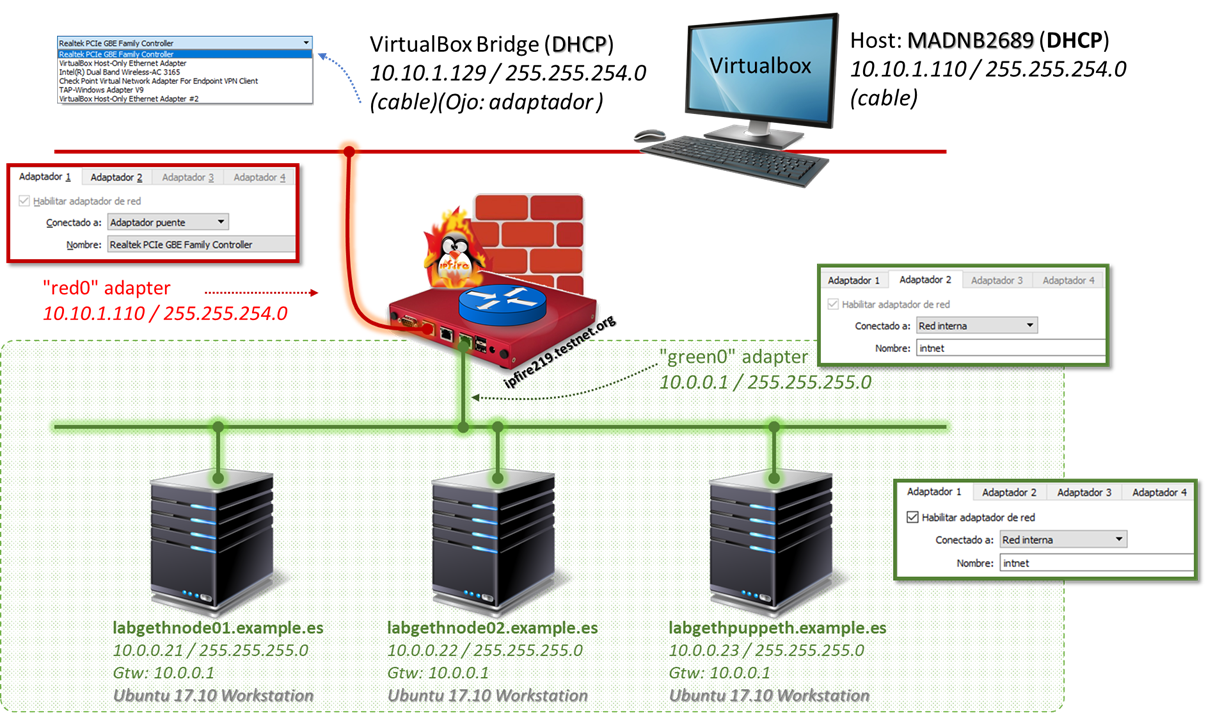 Realtek PCIe GBE Family Controller
Realtek PCIe GBE Family Controller
VirtualBox Host-Only Ethernet Adapter
Intel(R) Dual Band Wireless-AC 3165
Check Point Virtual Network Adapter For Endpoint VPN Client
TAP-Windows Adapter V9
VirtualBox Host-Only Ethernet Adapter #2
VirtualBox Bridge (DHCP)
10.10.1.129 / 255.255.254.0
(cable)(Ojo: adaptador )
Virtualbox
Host: MADNB2689 (DHCP)
10.10.1.110 / 255.255.254.0
(cable)
Adaptador 1 Adaptador 2 Adaptador 3 Adaptador 4
Habilitar adaptador de red
Conectado a: Adaptador puente
Nombre: Realtek PCIe GBE Family Controller
"red0" adapter
10.10.1.110 / 255.255.254.0
ipfire
ipfire219.testnet.org
Adaptador 1 Adaptador 2 Adaptador 3 Adaptador 4
Habilitar adaptador de red
Conectado a: Red interna
Nombre: intnet
"green0" adapter
10.0.0.1 / 255.255.255.0
Adaptador 1 Adaptador 2 Adaptador 3 Adaptador 4
Habilitar adaptador de red
Conectado a: Red interna
Nombre: intnet
labgethnode01.example.es
10.0.0.21 / 255.255.255.0
Gtw: 10.0.0.1
Ubuntu 17.10 Workstation
labgethnode02.example.es
10.0.0.22 / 255.255.255.0
Gtw: 10.0.0.1
Ubuntu 17.10 Workstation
labgethpuppeth.example.es
10.0.0.23 / 255.255.255.0
Gtw: 10.0.0.1
Ubuntu 17.10 Workstation